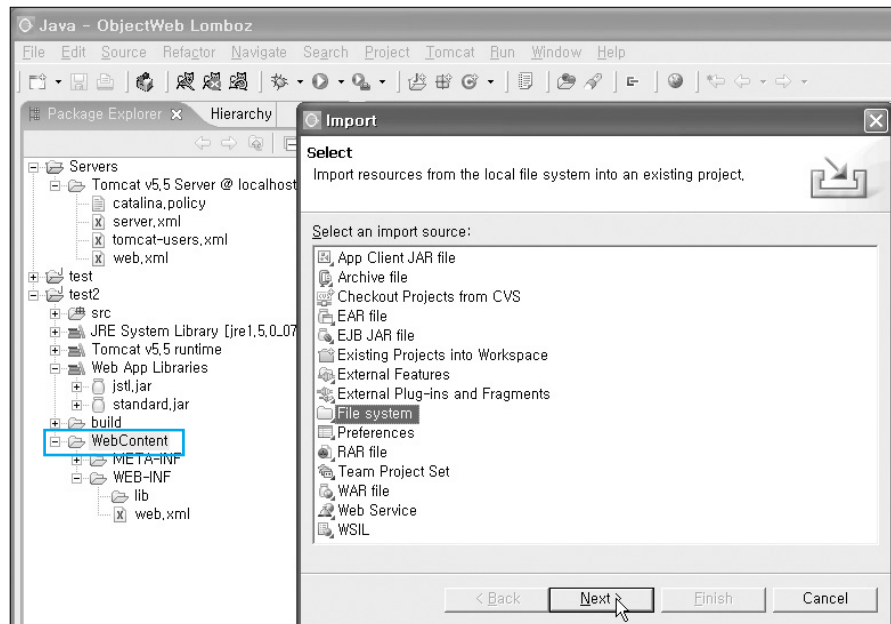 Java - ObjectWeb Lomboz
File Edit Source Refactor Navigate Search Project Tomcat Run Window Help
Package Explorer Hierarchy
Servers
Tomcat v5.5 Server @ localhost
catalina.policy
server.xml
tomcat-users.xml
web.xml
test
test2
src
JRE System Library [jre1.5.0_07
Tomcat v5.5 runtime
Web App Libraries
jstl.jar
standard.jar
build
WebContent
META-INF
WEB-INF
lib
web.xml
Import
Select
Import resources from the local file system into an existing project.
Select an import source:
App Client JAR file
Archive file
Checkout Projects from CVS
EAR file
EJB JAR file
Existing Projects into Workspace
External Features
External Plug-ins and Fragments
File system
Preferences
RAR file
Team Project Set
WAR file
Web Service
WSIL
< Back Next > Finish Cancel